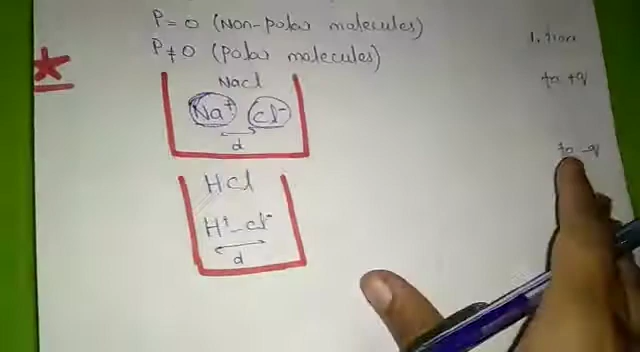 P = 0 (Non-polar molecules)
P ≠ 0 (polar molecules)
NaCl
Na⁺ Cl⁻
d
HCl
H⁺-Cl⁻
d
to +q
to -q